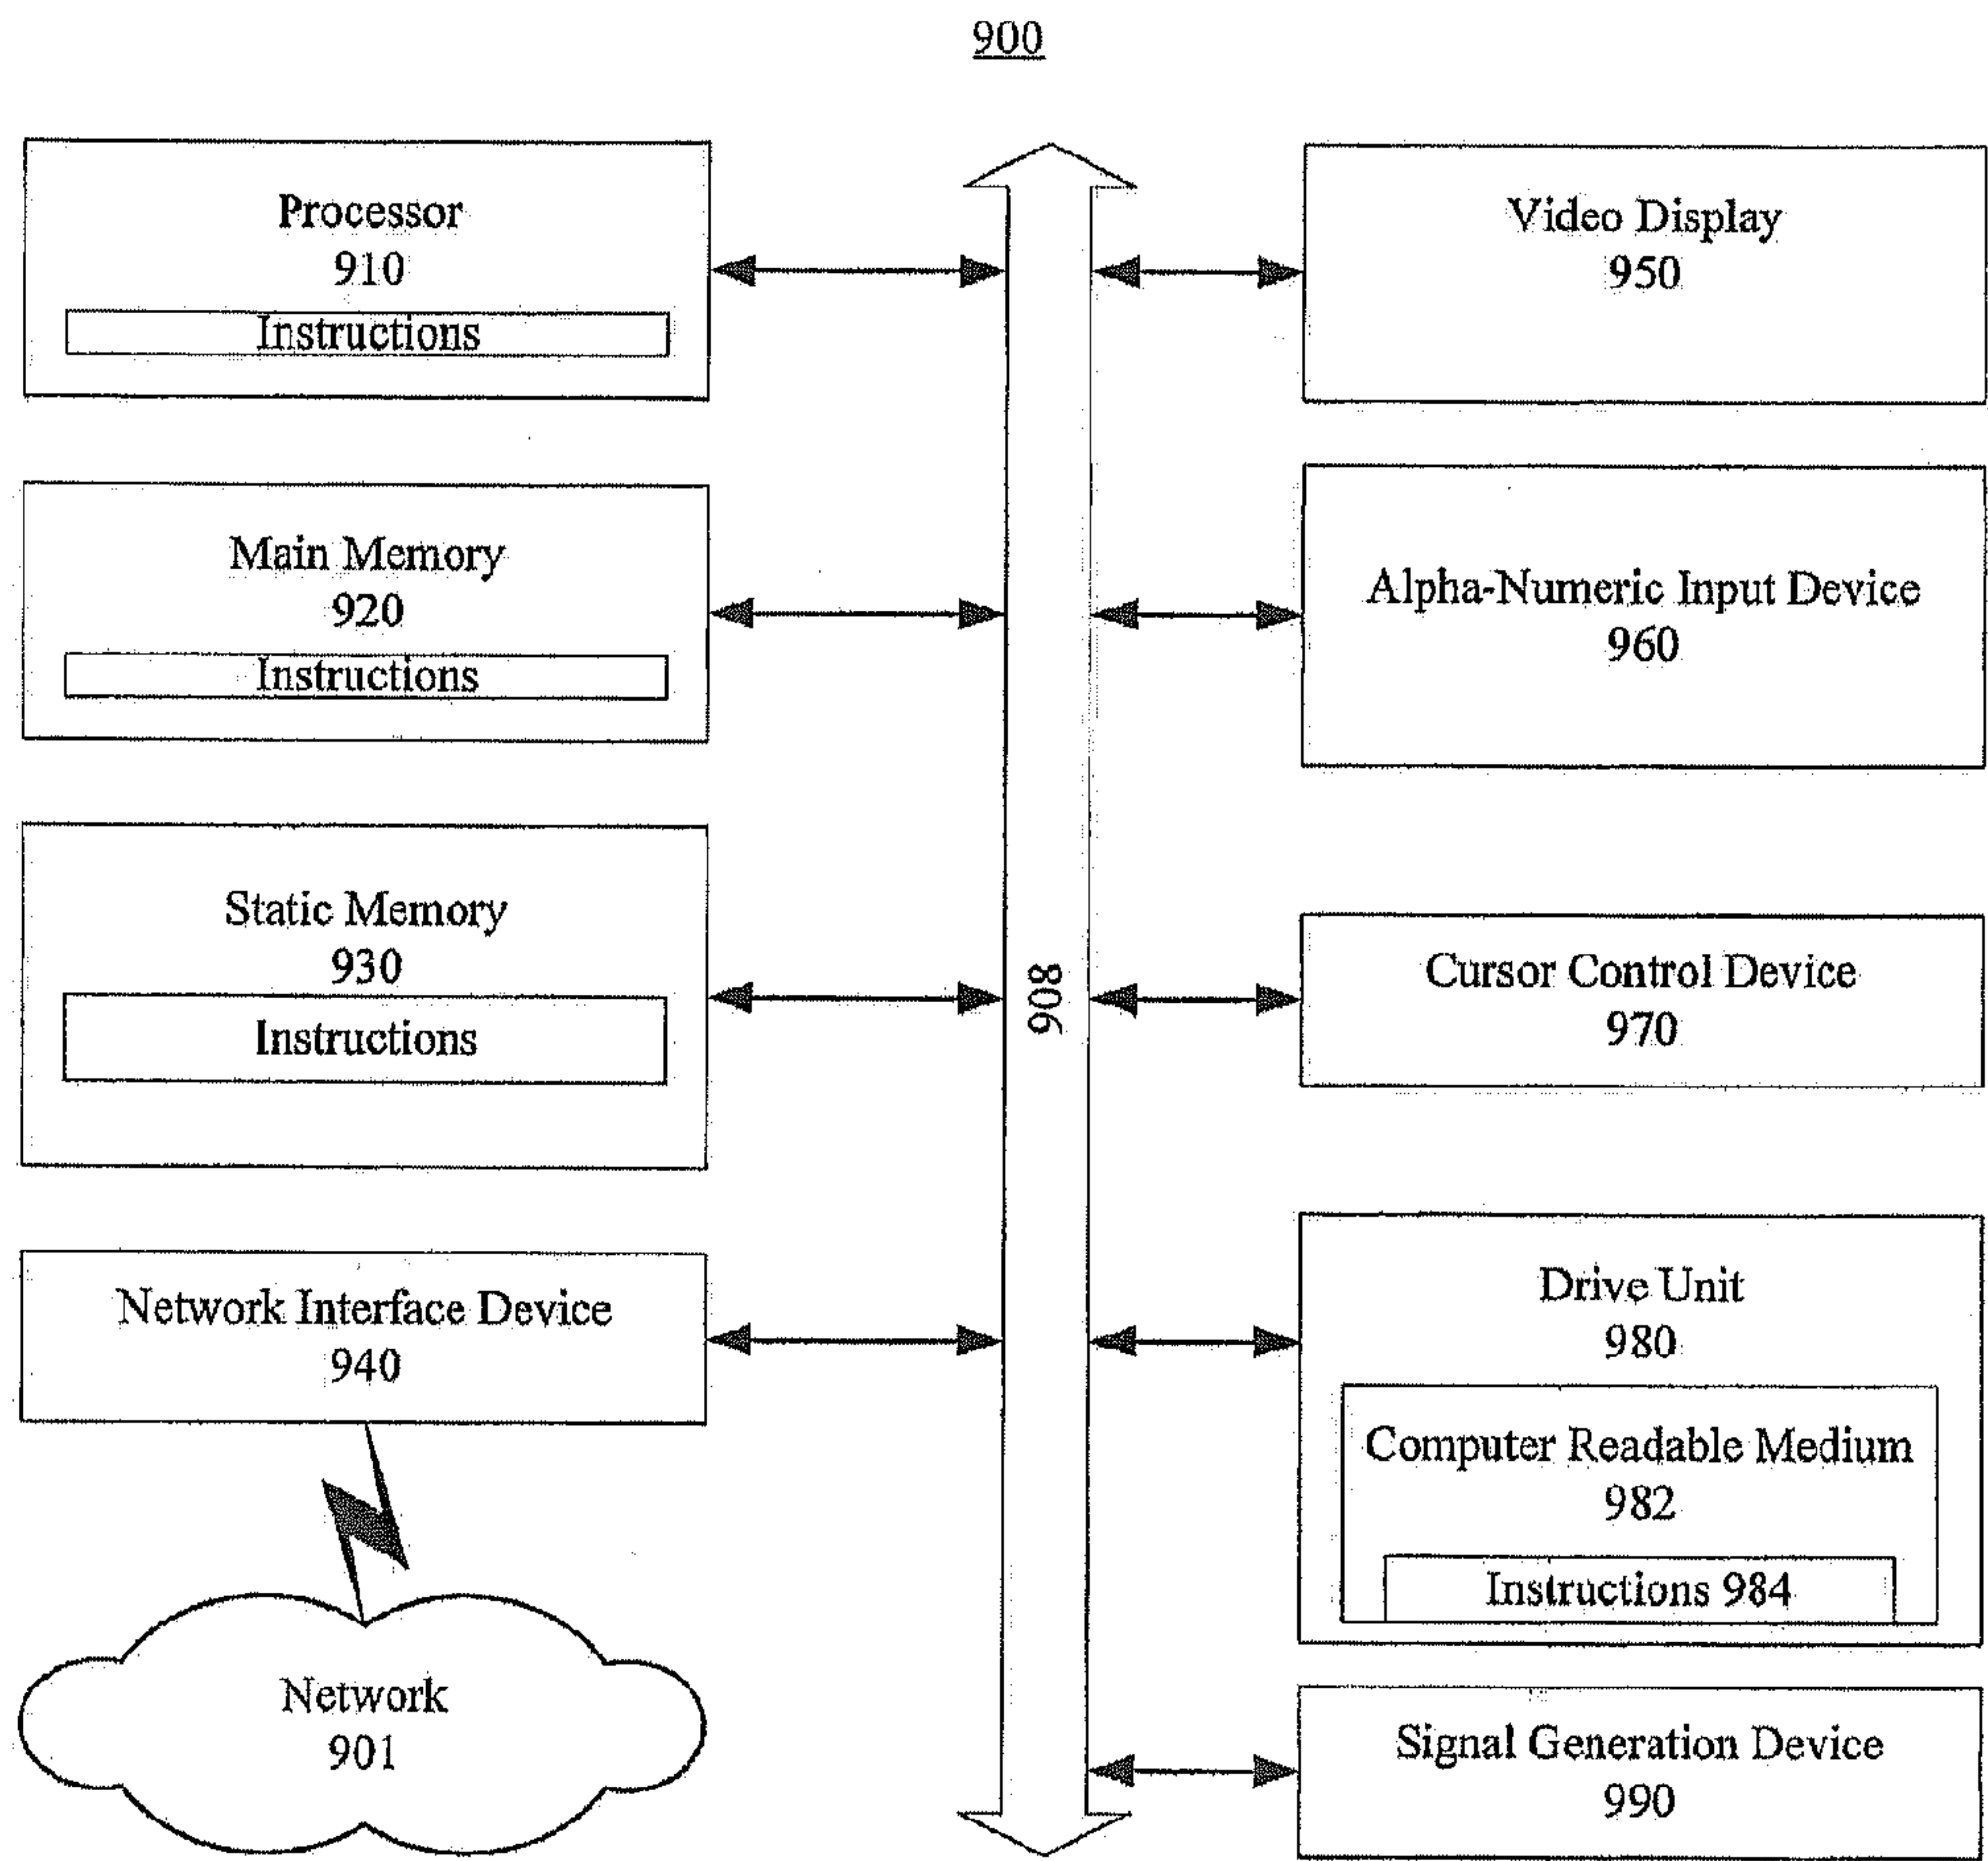 900
Processor
910
Instructions
Main Memory
920
Instructions
Static Memory
930
Instructions
Network Interface Device
940
Network
901
908
Video Display
950
Alpha-Numeric Input Device
960
Cursor Control Device
970
Drive Unit
980
Computer Readable Medium
982
Instructions 984
Signal Generation Device
990